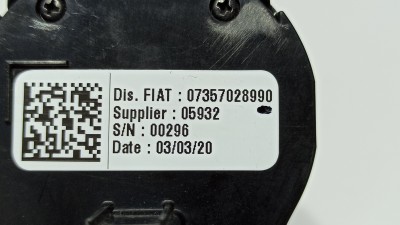 Dis. FIAT : 07357028990
Supplier : 05932
S/N : 00296
Date : 03/03/20